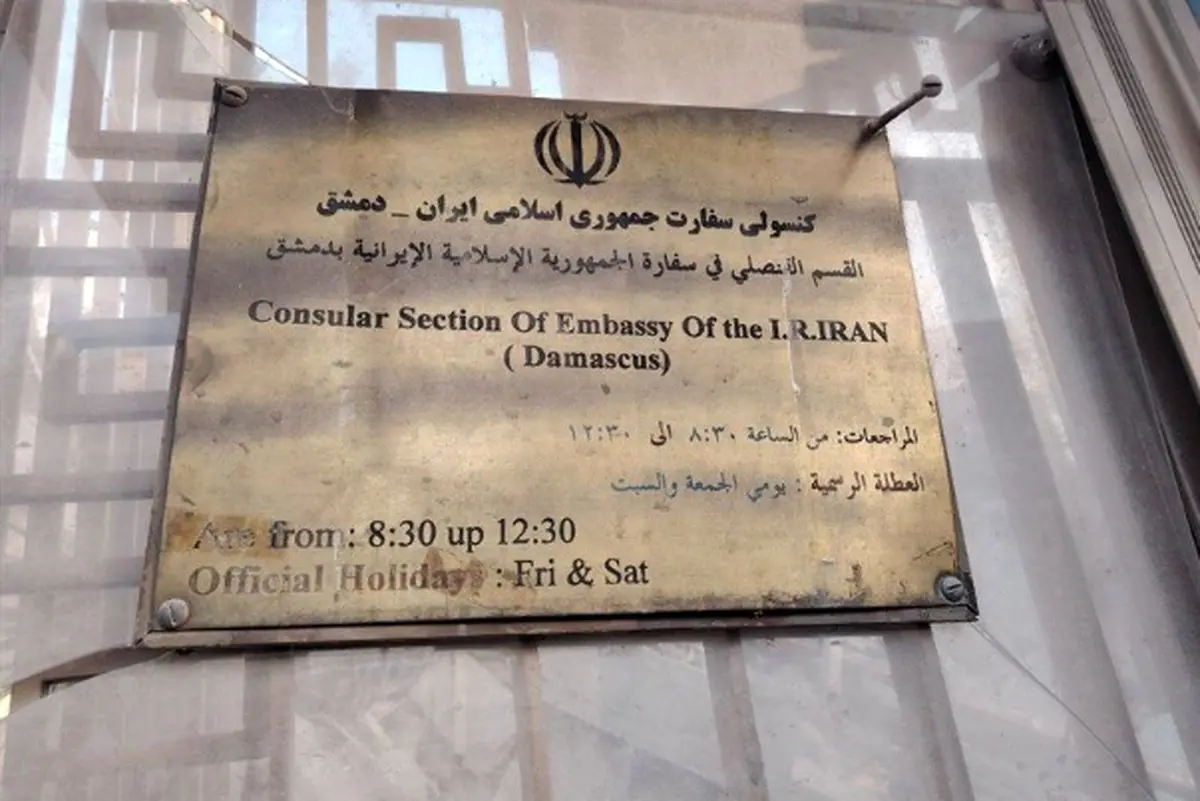 کنسولی سفارت جمهوری اسلامی ایران _ دمشق
القسم القنصلي في سفارة الجمهورية الإسلامية الإيرانية بدمشق
Consular Section Of Embassy Of the I.R.IRAN
( Damascus)
المراجعات: من الساعة ٨:٣٠ الى ١٢:٣٠
العطلة الرسمية : يومي الجمعة والسبت
Are from: 8:30 up 12:30
Official Holidays : Fri & Sat